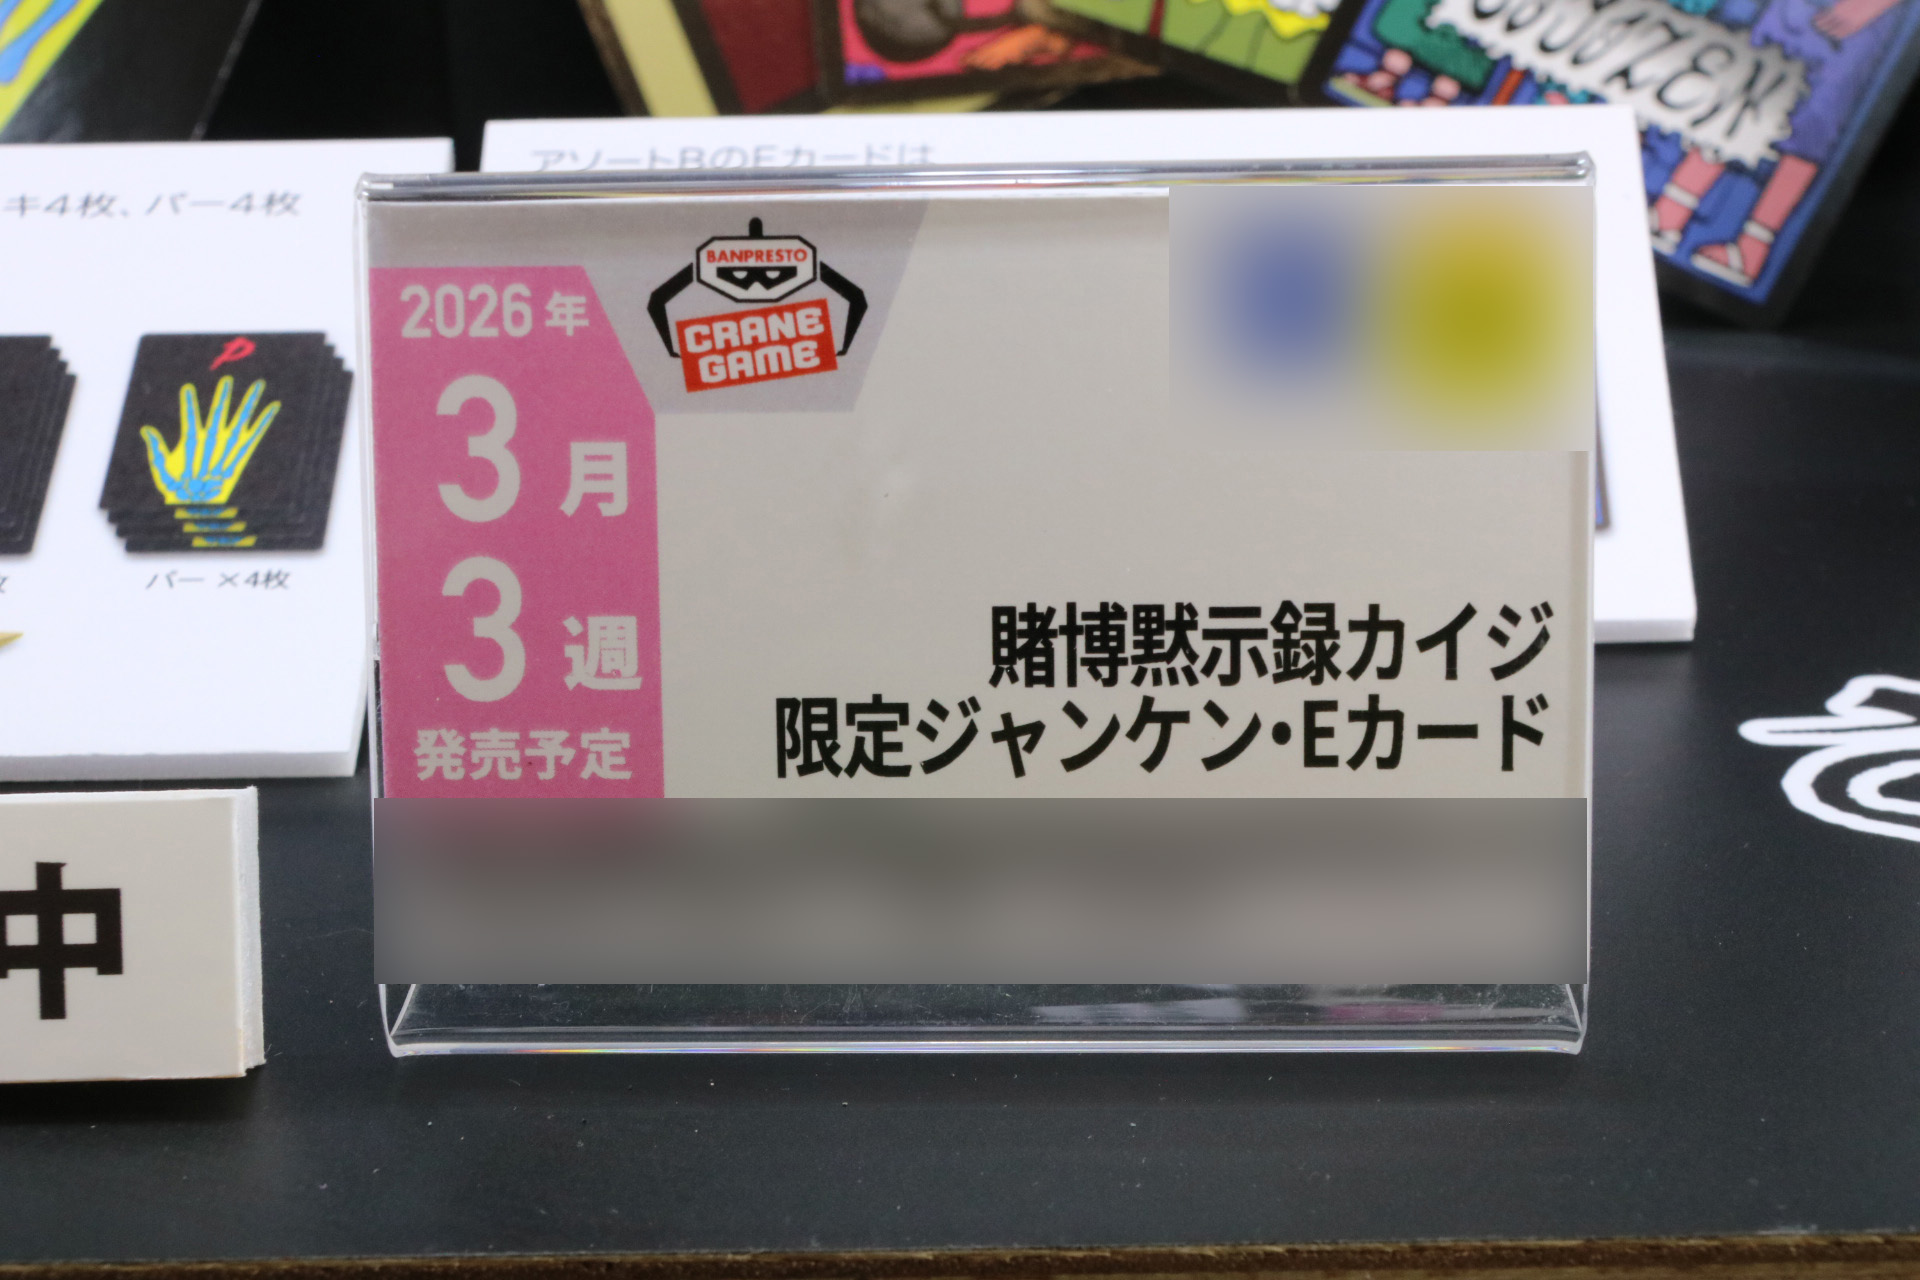 アソートBのEカードは
キ4枚、パー4枚
P
パー ×4枚
BANPRESTO
CRANE
GAME
2026年
3月
3週
発売予定
賭博黙示録カイジ
限定ジャンケン・Eカード
中